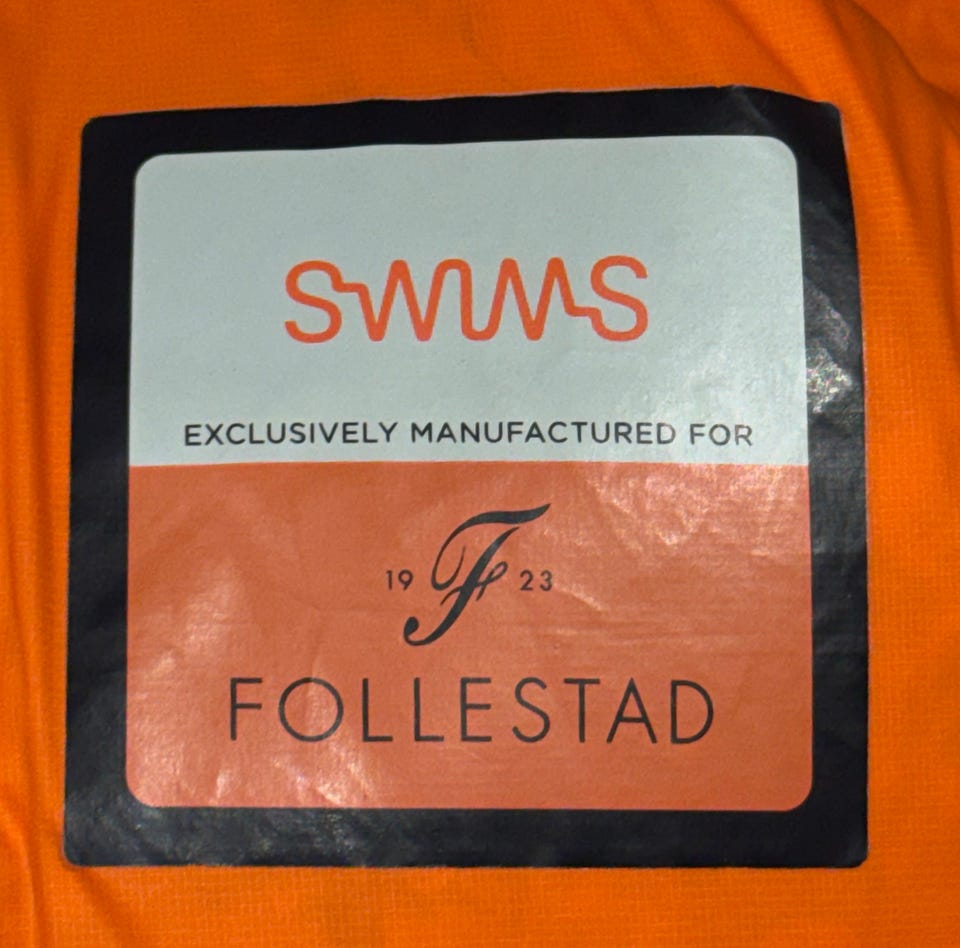 SWIMS
EXCLUSIVELY MANUFACTURED FOR
19 F 23
FOLLESTAD